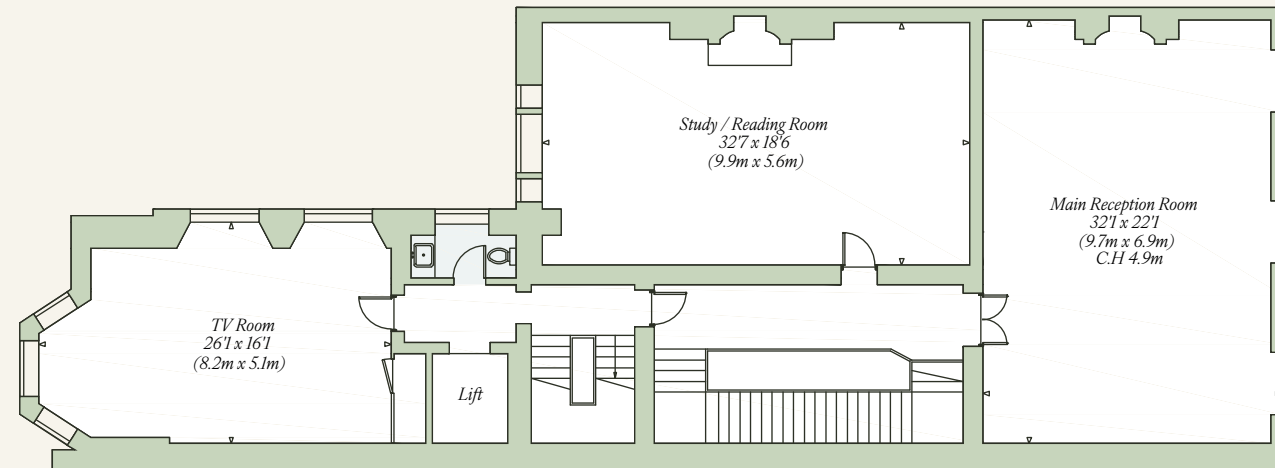 Study / Reading Room
32'7 x 18'6
(9.9m x 5.6m)
Main Reception Room
32'1 x 22'1
(9.7m x 6.9m)
C.H 4.9m
TV Room
26'1 x 16'1
(8.2m x 5.1m)
Lift